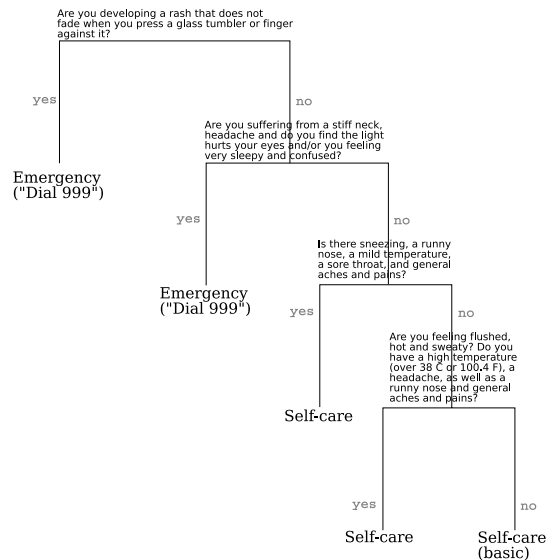 Are you developing a rash that does not
fade when you press a glass tumbler or finger
against it?
yes
no
Are you suffering from a stiff neck,
headache and do you find the light
hurts your eyes and/or you feeling
very sleepy and confused?
Emergency
("Dial 999")
yes
no
Is there sneezing, a runny
nose, a mild temperature,
a sore throat, and general
aches and pains?
Emergency
("Dial 999")
yes
no
Are you feeling flushed,
hot and sweaty? Do you
have a high temperature
(over 38 C or 100.4 F), a
headache, as well as a
runny nose and general
aches and pains?
Self-care
yes
no
Self-care
Self-care
(basic)